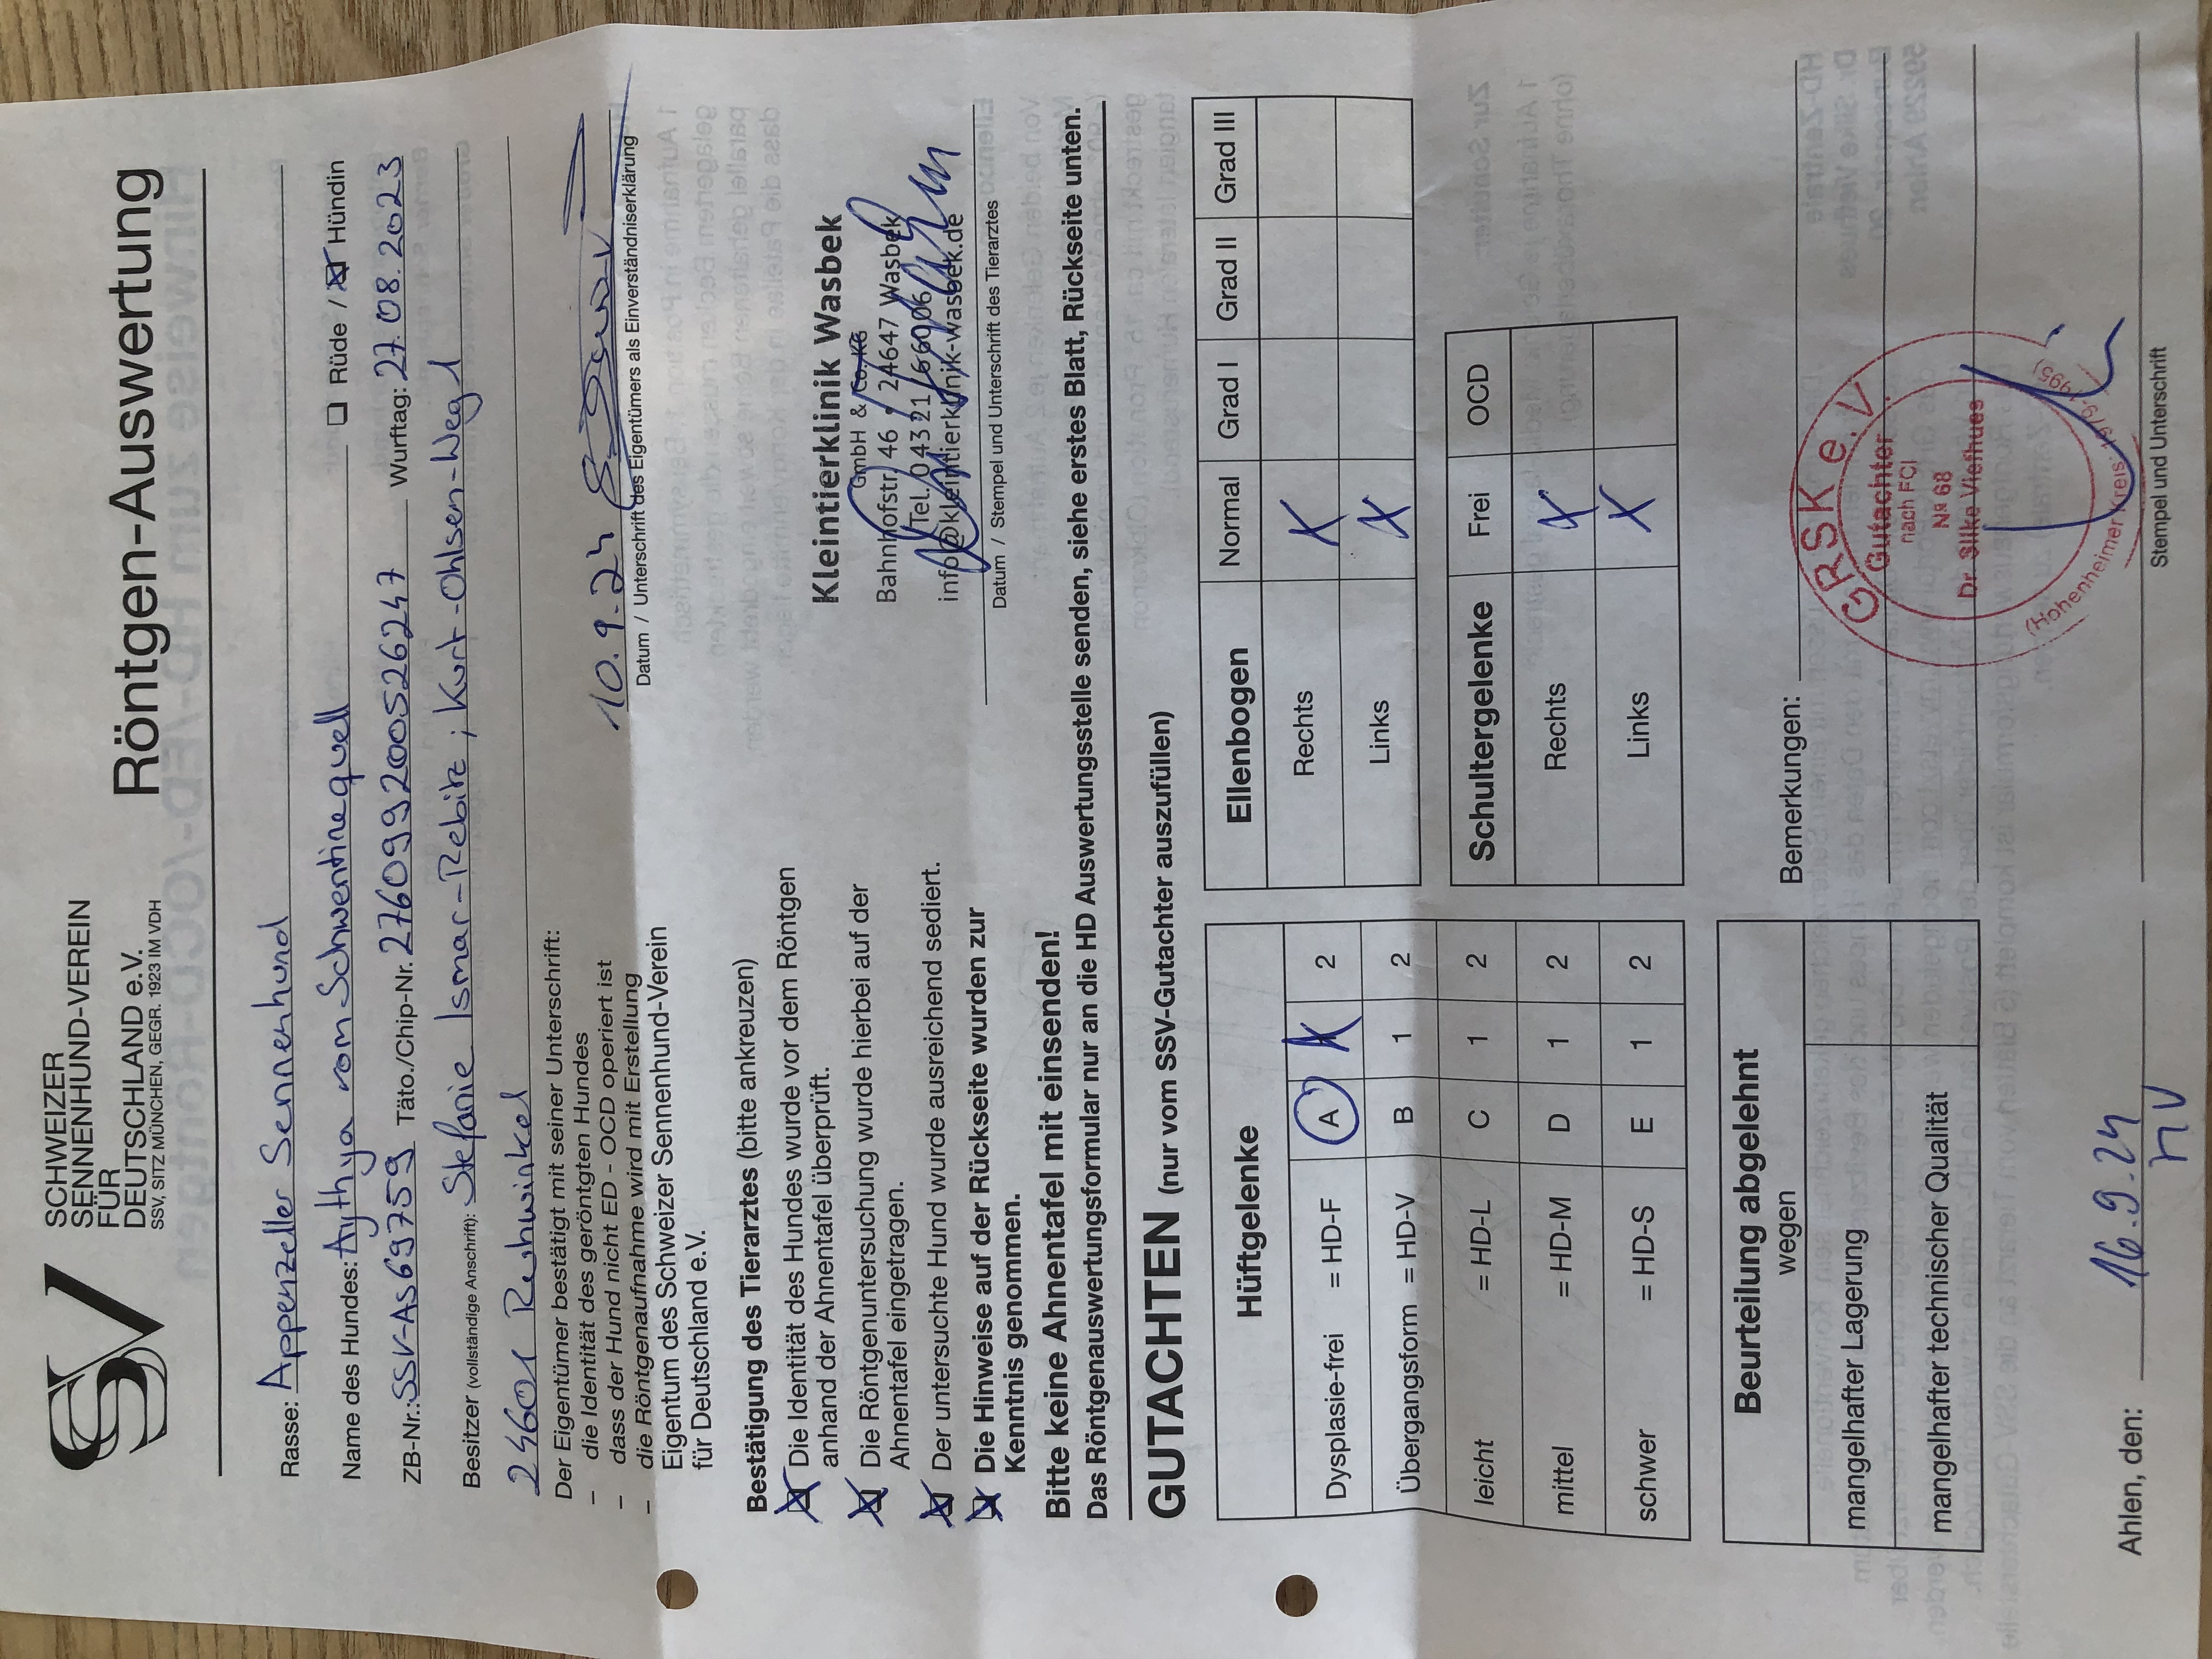 SSV
SCHWEIZER
SENNENHUND-VEREIN
FÜR
DEUTSCHLAND e.V.
SSV, SITZ MÜNCHEN, GEGR. 1923 IM VDH
Röntgen-Auswertung
Rasse: Appenzeller Sennenhund
Name des Hundes: Aythya vom Schwentinequell ☐ Rüde / ☒ Hündin
ZB-Nr.: SSV-AS69759 Täto./Chip-Nr. 276099200526247 Wurftag: 27.08.2023
Besitzer (vollständige Anschrift): Stefanie Ismar-Rebitz ; Kurt-Ohlsen-Weg 1
24601 Ruhwinkel
Der Eigentümer bestätigt mit seiner Unterschrift:
– die Identität des geröntgten Hundes
– dass der Hund nicht ED - OCD operiert ist
– die Röntgenaufnahme wird mit Erstellung
Eigentum des Schweizer Sennenhund-Verein
für Deutschland e.V.
10.9.24
Datum / Unterschrift des Eigentümers als Einverständniserklärung
Bestätigung des Tierarztes (bitte ankreuzen)
☒ Die Identität des Hundes wurde vor dem Röntgen
anhand der Ahnentafel überprüft.
☒ Die Röntgenuntersuchung wurde hierbei auf der
Ahnentafel eingetragen.
☒ Der untersuchte Hund wurde ausreichend sediert.
☒ Die Hinweise auf der Rückseite wurden zur
Kenntnis genommen.
Kleintierklinik Wasbek
GmbH & Co.KG
Bahnhofstr. 46 • 24647 Wasbek
Tel. 04321/66006
info@kleintierklinik-wasbek.de
Datum / Stempel und Unterschrift des Tierarztes
Bitte keine Ahnentafel mit einsenden!
Das Röntgenauswertungsformular nur an die HD Auswertungsstelle senden, siehe erstes Blatt, Rückseite unten.
GUTACHTEN (nur vom SSV-Gutachter auszufüllen)
Hüftgelenke
Dysplasie-frei = HD-F A X 2
Übergangsform = HD-V B 1 2
leicht = HD-L C 1 2
mittel = HD-M D 1 2
schwer = HD-S E 1 2
Ellenbogen Normal Grad I Grad II Grad III
Rechts X
Links X
Schultergelenke Frei OCD
Rechts X
Links X
Beurteilung abgelehnt
wegen
mangelhafter Lagerung
mangelhafter technischer Qualität
Bemerkungen:
GRSK e.V.
Gutachter
nach FCI
№ 68
Dr. Silke Viefhues
(Hohenheimer Kreis 1979-1995)
Ahlen, den: 16.9.24
Stempel und Unterschrift